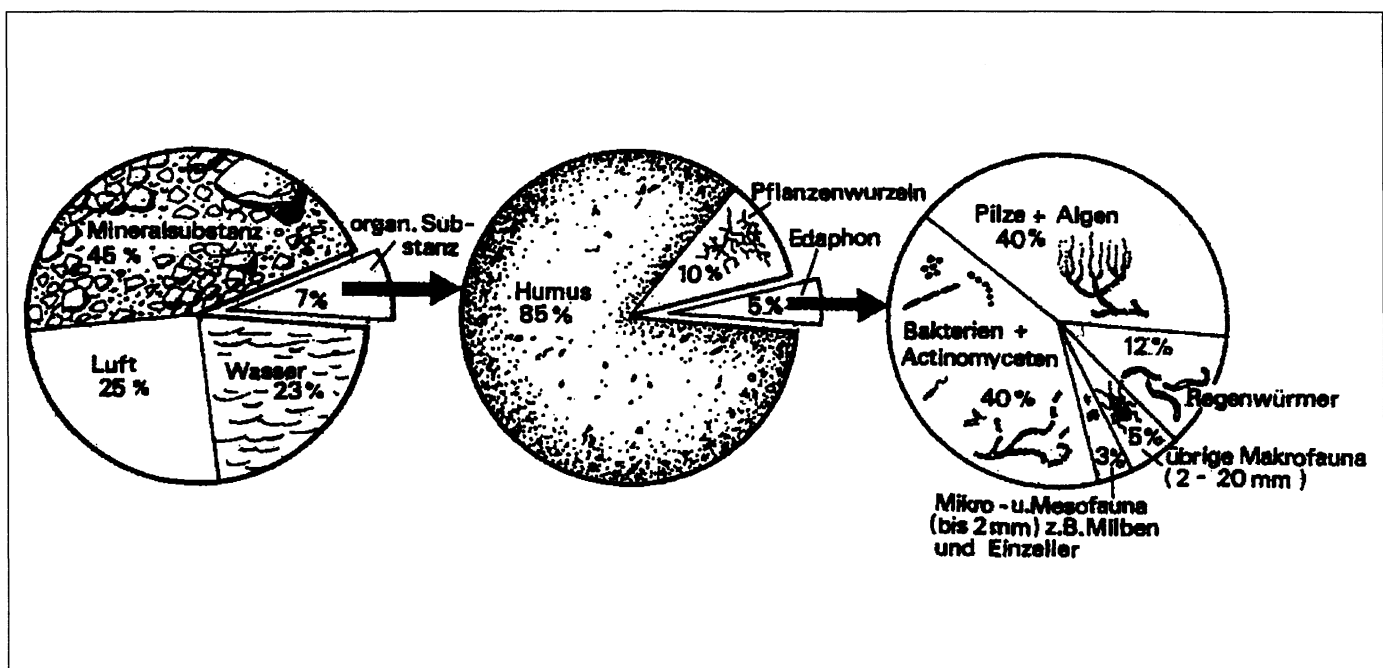 Mineralsubstanz
45 %
organ. Sub-
stanz
7%
Luft
25 %
Wasser
23%
Pflanzenwurzeln
10%
Edaphon
5%
Humus
85 %
Pilze + Algen
40%
Bakterien +
Actinomyceten
40%
12%
Regenwürmer
5%
übrige Makrofauna
(2 - 20 mm)
3%
Mikro - u. Mesofauna
(bis 2 mm) z.B. Milben
und Einzeller